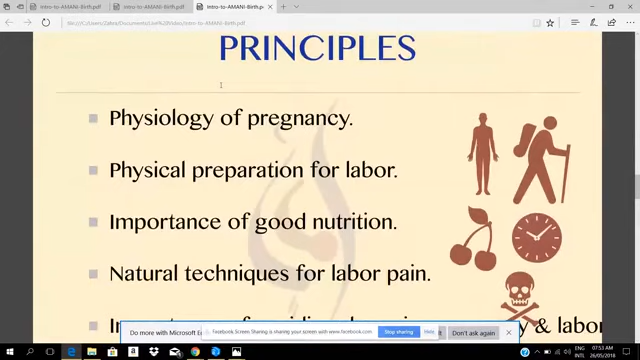 Intro-to-AMANI-Birth.pdf
Intro-to-AMANI-Birth.pdf
Intro-to-AMANI-Birth.p
PRINCIPLES
Physiology of pregnancy.
Physical preparation for labor.
Importance of good nutrition.
Natural techniques for labor pain.
y & labor
Do more with Microsoft E
Facebook Screen Sharing is sharing your screen with www.facebook.com.
Stop sharing
Hide
Don't ask again
ENG
INTL
07:53 AM
26/05/2018